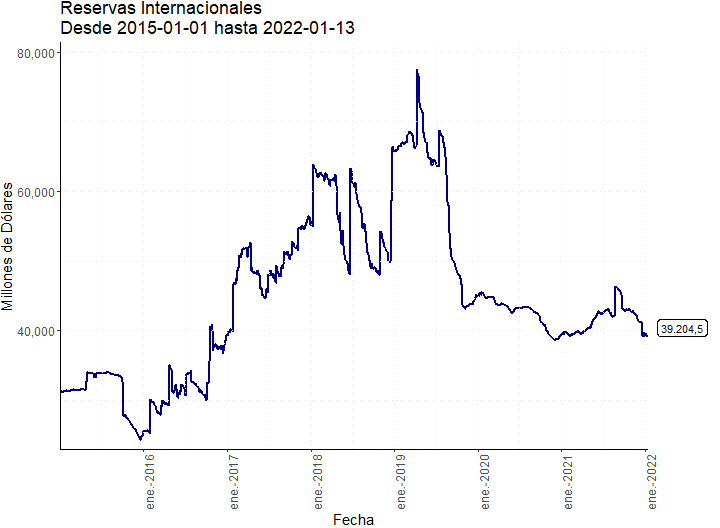 Reservas Internacionales
Desde 2015-01-01 hasta 2022-01-13
Millones de Dólares
80,000
60,000
40,000
39.204,5
ene.-2016
ene.-2017
ene.-2018
ene.-2019
ene.-2020
ene.-2021
ene.-2022
Fecha